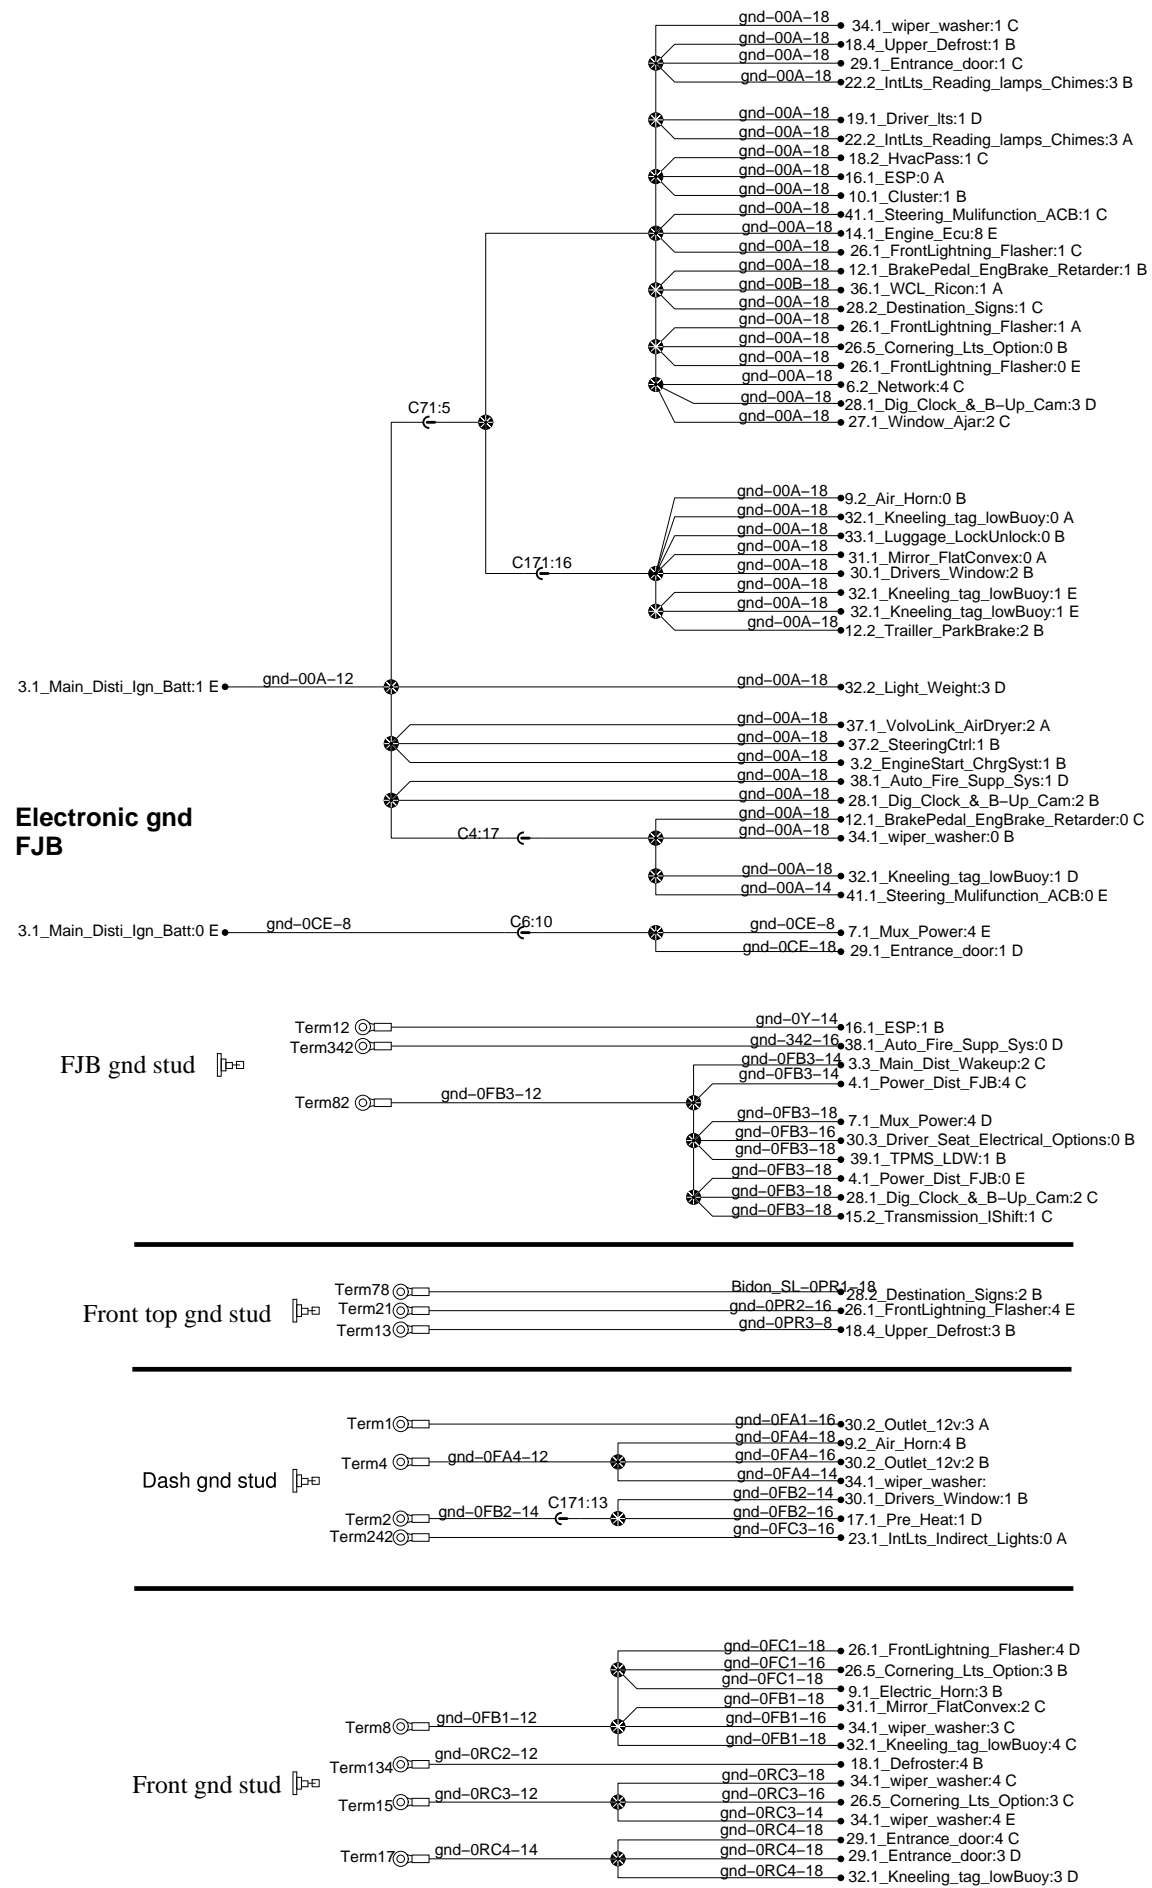 gnd−00A−18 34.1_wiper_washer:1 C
gnd−00A−18 18.4_Upper_Defrost:1 B
gnd−00A−18 29.1_Entrance_door:1 C
gnd−00A−18 22.2_IntLts_Reading_lamps_Chimes:3 B
gnd−00A−18 19.1_Driver_lts:1 D
gnd−00A−18 22.2_IntLts_Reading_lamps_Chimes:3 A
gnd−00A−18 18.2_HvacPass:1 C
gnd−00A−18 16.1_ESP:0 A
gnd−00A−18 10.1_Cluster:1 B
gnd−00A−18 41.1_Steering_Mulifunction_ACB:1 C
gnd−00A−18 14.1_Engine_Ecu:8 E
gnd−00A−18 26.1_FrontLightning_Flasher:1 C
gnd−00A−18 12.1_BrakePedal_EngBrake_Retarder:1 B
gnd−00B−18 36.1_WCL_Ricon:1 A
gnd−00A−18 28.2_Destination_Signs:1 C
gnd−00A−18 26.1_FrontLightning_Flasher:1 A
gnd−00A−18 26.5_Cornering_Lts_Option:0 B
gnd−00A−18 26.1_FrontLightning_Flasher:0 E
gnd−00A−18 6.2_Network:4 C
gnd−00A−18 28.1_Dig_Clock_&_B−Up_Cam:3 D
C71:5
gnd−00A−18 27.1_Window_Ajar:2 C
gnd−00A−18 9.2_Air_Horn:0 B
gnd−00A−18 32.1_Kneeling_tag_lowBuoy:0 A
gnd−00A−18 33.1_Luggage_LockUnlock:0 B
gnd−00A−18 31.1_Mirror_FlatConvex:0 A
C171:16 gnd−00A−18 30.1_Drivers_Window:2 B
gnd−00A−18 32.1_Kneeling_tag_lowBuoy:1 E
gnd−00A−18 32.1_Kneeling_tag_lowBuoy:1 E
gnd−00A−18 12.2_Trailler_ParkBrake:2 B
3.1_Main_Disti_Ign_Batt:1 E gnd−00A−12 gnd−00A−18 32.2_Light_Weight:3 D
gnd−00A−18 37.1_VolvoLink_AirDryer:2 A
gnd−00A−18 37.2_SteeringCtrl:1 B
gnd−00A−18 3.2_EngineStart_ChrgSyst:1 B
gnd−00A−18 38.1_Auto_Fire_Supp_Sys:1 D
gnd−00A−18 28.1_Dig_Clock_&_B−Up_Cam:2 B
Electronic gnd
FJB
gnd−00A−18 12.1_BrakePedal_EngBrake_Retarder:0 C
C4:17 gnd−00A−18 34.1_wiper_washer:0 B
gnd−00A−18 32.1_Kneeling_tag_lowBuoy:1 D
gnd−00A−14 41.1_Steering_Mulifunction_ACB:0 E
3.1_Main_Disti_Ign_Batt:0 E gnd−0CE−8 C6:10 gnd−0CE−8 7.1_Mux_Power:4 E
gnd−0CE−18 29.1_Entrance_door:1 D
Term12 gnd−0Y−14 16.1_ESP:1 B
Term342 gnd−342−16 38.1_Auto_Fire_Supp_Sys:0 D
FJB gnd stud gnd−0FB3−14 3.3_Main_Dist_Wakeup:2 C
gnd−0FB3−14 4.1_Power_Dist_FJB:4 C
Term82 gnd−0FB3−12
gnd−0FB3−18 7.1_Mux_Power:4 D
gnd−0FB3−16 30.3_Driver_Seat_Electrical_Options:0 B
gnd−0FB3−18 39.1_TPMS_LDW:1 B
gnd−0FB3−18 4.1_Power_Dist_FJB:0 E
gnd−0FB3−18 28.1_Dig_Clock_&_B−Up_Cam:2 C
gnd−0FB3−18 15.2_Transmission_IShift:1 C
Term78 Bidon_SL−0PR1−18 28.2_Destination_Signs:2 B
Front top gnd stud Term21 gnd−0PR2−16 26.1_FrontLightning_Flasher:4 E
Term13 gnd−0PR3−8 18.4_Upper_Defrost:3 B
Term1 gnd−0FA1−16 30.2_Outlet_12v:3 A
gnd−0FA4−18 9.2_Air_Horn:4 B
Term4 gnd−0FA4−12 gnd−0FA4−16 30.2_Outlet_12v:2 B
Dash gnd stud gnd−0FA4−14 34.1_wiper_washer:
gnd−0FB2−14 30.1_Drivers_Window:1 B
Term2 gnd−0FB2−14 C171:13 gnd−0FB2−16 17.1_Pre_Heat:1 D
Term242 gnd−0FC3−16 23.1_IntLts_Indirect_Lights:0 A
gnd−0FC1−18 26.1_FrontLightning_Flasher:4 D
gnd−0FC1−16 26.5_Cornering_Lts_Option:3 B
gnd−0FC1−18 9.1_Electric_Horn:3 B
gnd−0FB1−18 31.1_Mirror_FlatConvex:2 C
Term8 gnd−0FB1−12 gnd−0FB1−16 34.1_wiper_washer:3 C
gnd−0FB1−18 32.1_Kneeling_tag_lowBuoy:4 C
Term134 gnd−0RC2−12 18.1_Defroster:4 B
Front gnd stud gnd−0RC3−18 34.1_wiper_washer:4 C
Term15 gnd−0RC3−12 gnd−0RC3−16 26.5_Cornering_Lts_Option:3 C
gnd−0RC3−14 34.1_wiper_washer:4 E
gnd−0RC4−18 29.1_Entrance_door:4 C
Term17 gnd−0RC4−14 gnd−0RC4−18 29.1_Entrance_door:3 D
gnd−0RC4−18 32.1_Kneeling_tag_lowBuoy:3 D